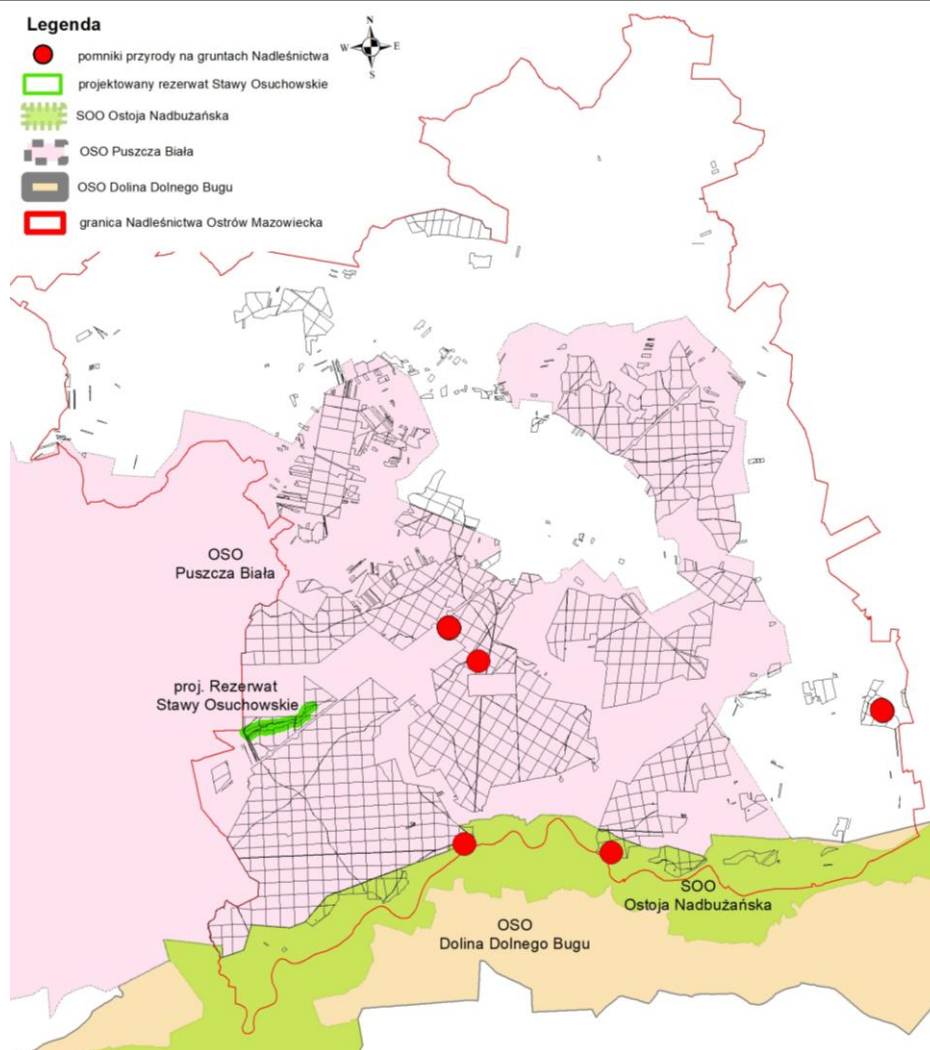 Legenda
pomniki przyrody na gruntach Nadleśnictwa
projektowany rezerwat Stawy Osuchowskie
SOO Ostoja Nadbużańska
OSO Puszcza Biała
OSO Dolina Dolnego Bugu
granica Nadleśnictwa Ostrów Mazowiecka
N
W
E
S
OSO
Puszcza Biała
proj. Rezerwat
Stawy Osuchowskie
SOO
Ostoja Nadbużańska
OSO
Dolina Dolnego Bugu